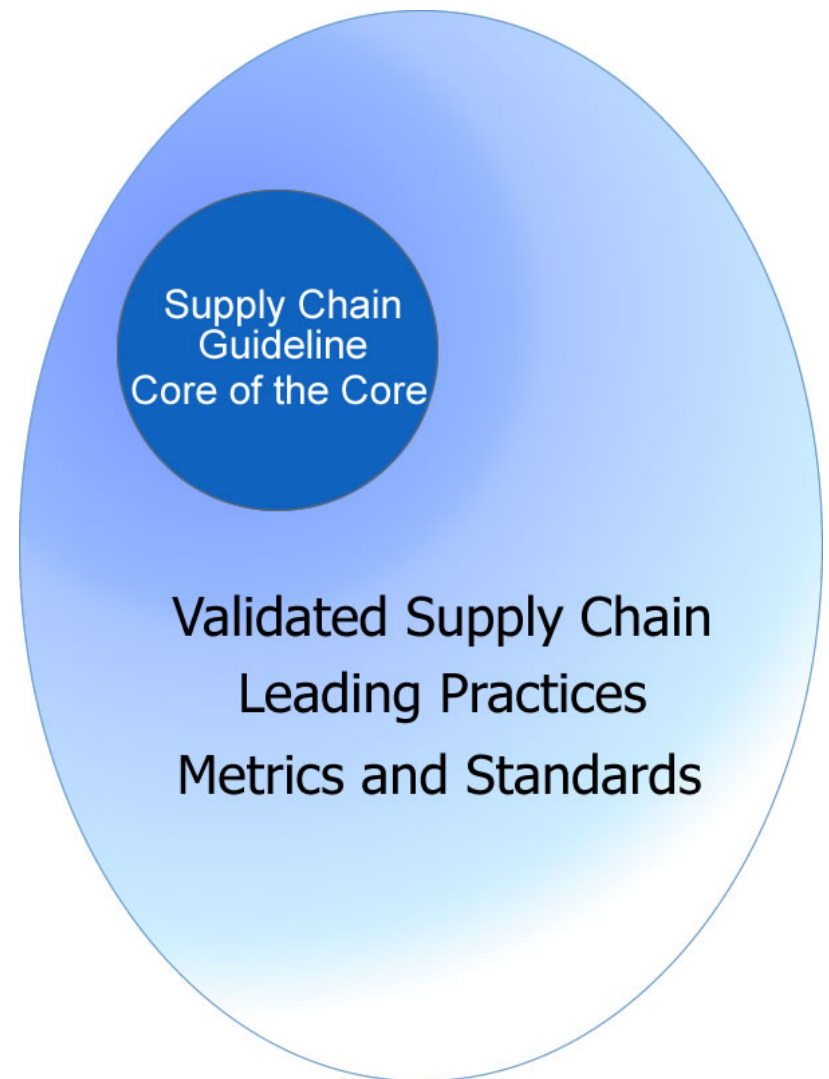 Supply Chain
Guideline
Core of the Core
Validated Supply Chain
Leading Practices
Metrics and Standards